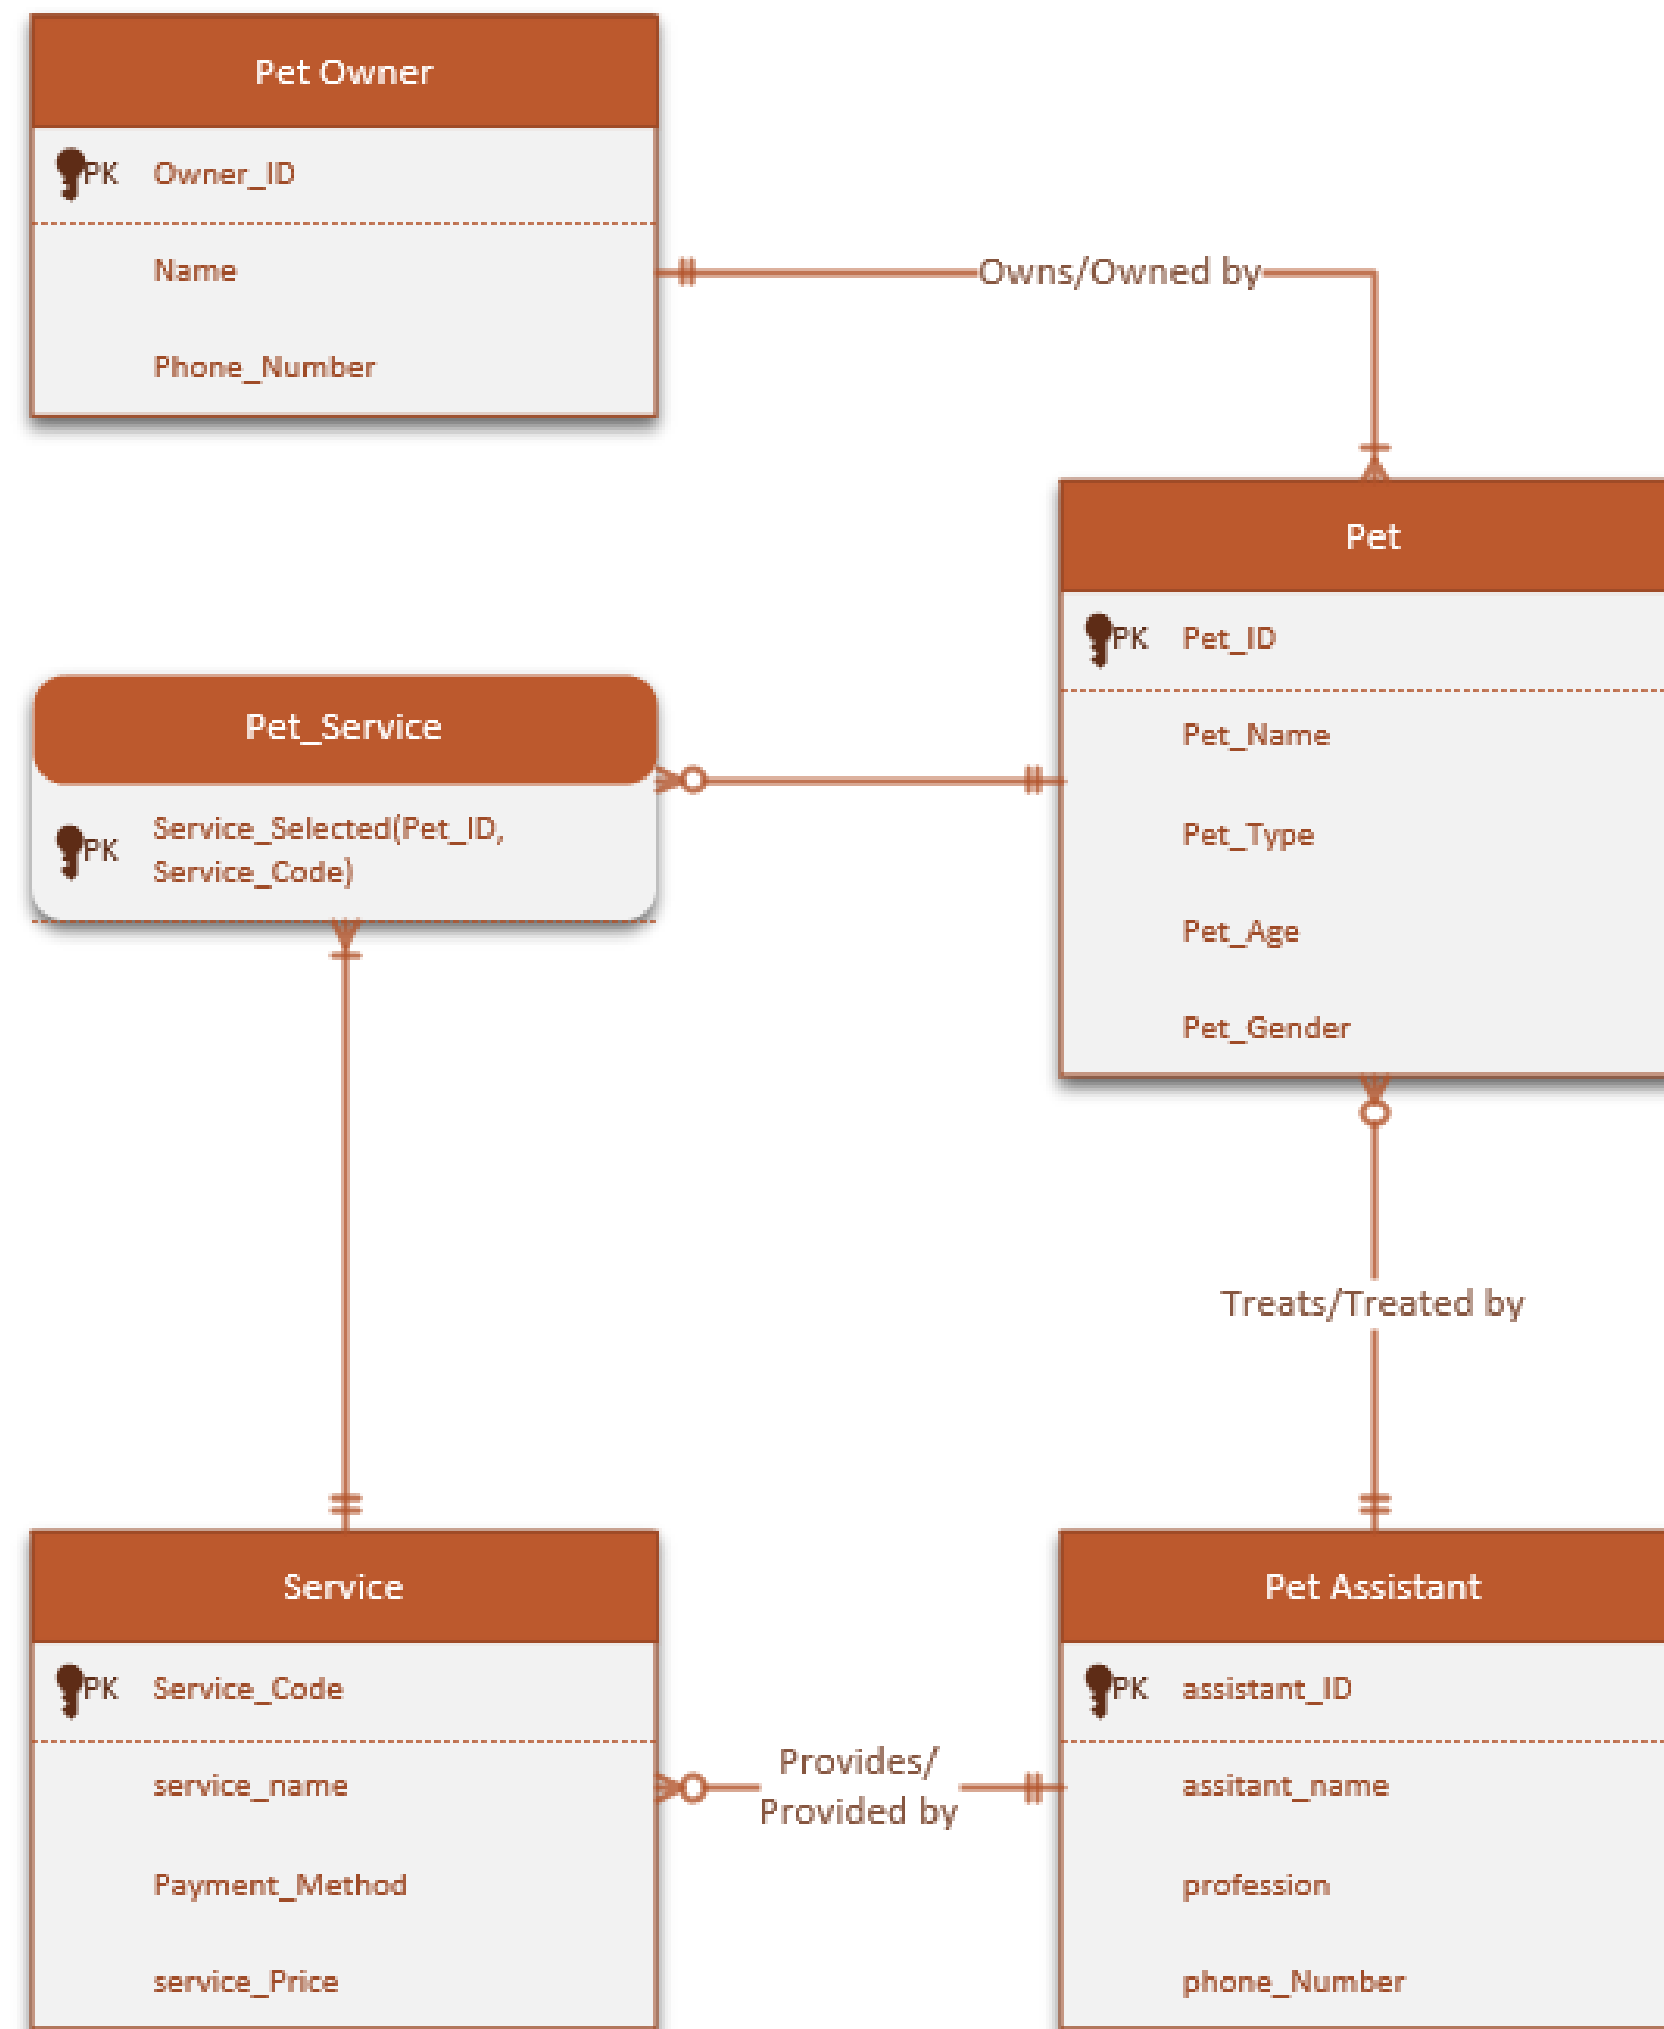 Pet Owner
PK Owner_ID
Name
Phone_Number
Owns/Owned by
Pet
PK Pet_ID
Pet_Name
Pet_Type
Pet_Age
Pet_Gender
Pet_Service
PK Service_Selected(Pet_ID,
Service_Code)
Treats/Treated by
Service
PK Service_Code
service_name
Payment_Method
service_Price
Provides/
Provided by
Pet Assistant
PK assistant_ID
assitant_name
profession
phone_Number